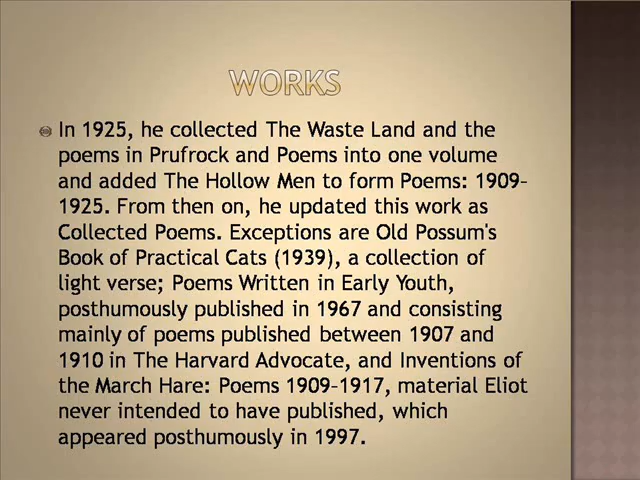 WORKS
In 1925, he collected The Waste Land and the
poems in Prufrock and Poems into one volume
and added The Hollow Men to form Poems: 1909–
1925. From then on, he updated this work as
Collected Poems. Exceptions are Old Possum's
Book of Practical Cats (1939), a collection of
light verse; Poems Written in Early Youth,
posthumously published in 1967 and consisting
mainly of poems published between 1907 and
1910 in The Harvard Advocate, and Inventions of
the March Hare: Poems 1909–1917, material Eliot
never intended to have published, which
appeared posthumously in 1997.